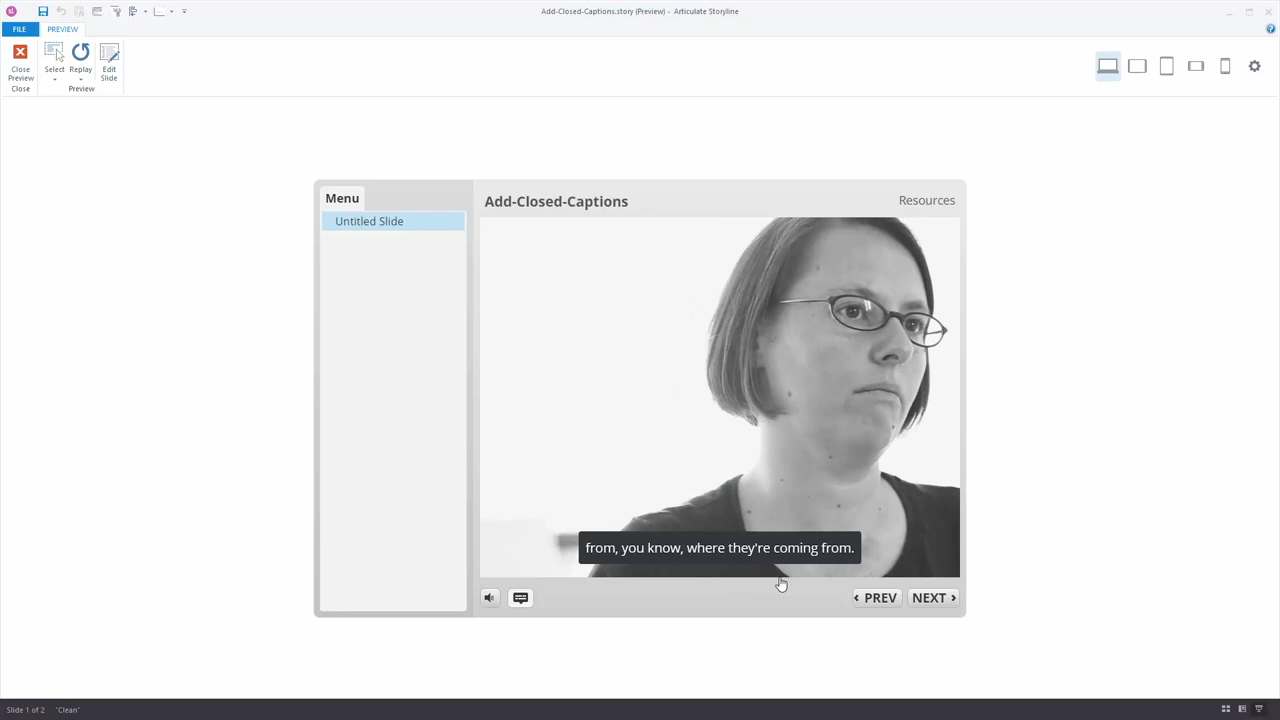 sl
Add-Closed-Captions.story (Preview) - Articulate Storyline
FILE
PREVIEW
Close Preview
Select
Replay
Edit Slide
Close
Preview
Menu
Untitled Slide
Add-Closed-Captions
Resources
from, you know, where they're coming from.
‹ PREV
NEXT ›
Slide 1 of 2
"Clean"